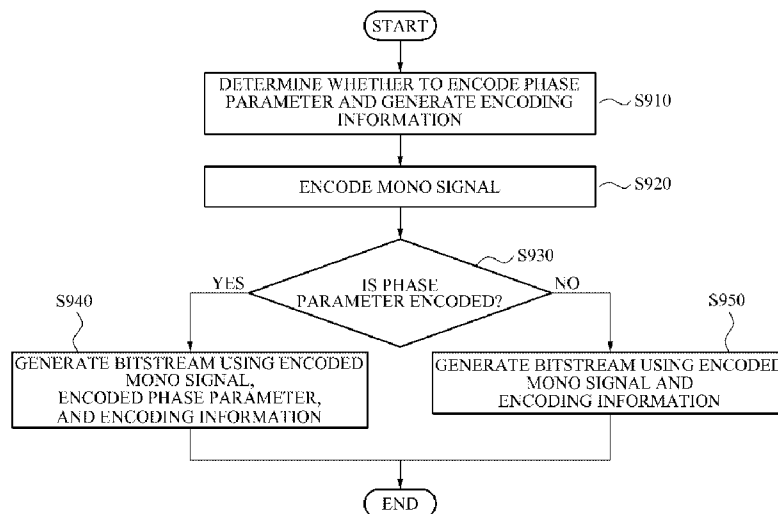 START
DETERMINE WHETHER TO ENCODE PHASE
PARAMETER AND GENERATE ENCODING
INFORMATION
S910
ENCODE MONO SIGNAL
S920
S930
IS PHASE
PARAMETER ENCODED?
YES
NO
S940
GENERATE BITSTREAM USING ENCODED
MONO SIGNAL,
ENCODED PHASE PARAMETER,
AND ENCODING INFORMATION
S950
GENERATE BITSTREAM USING ENCODED
MONO SIGNAL AND
ENCODING INFORMATION
END